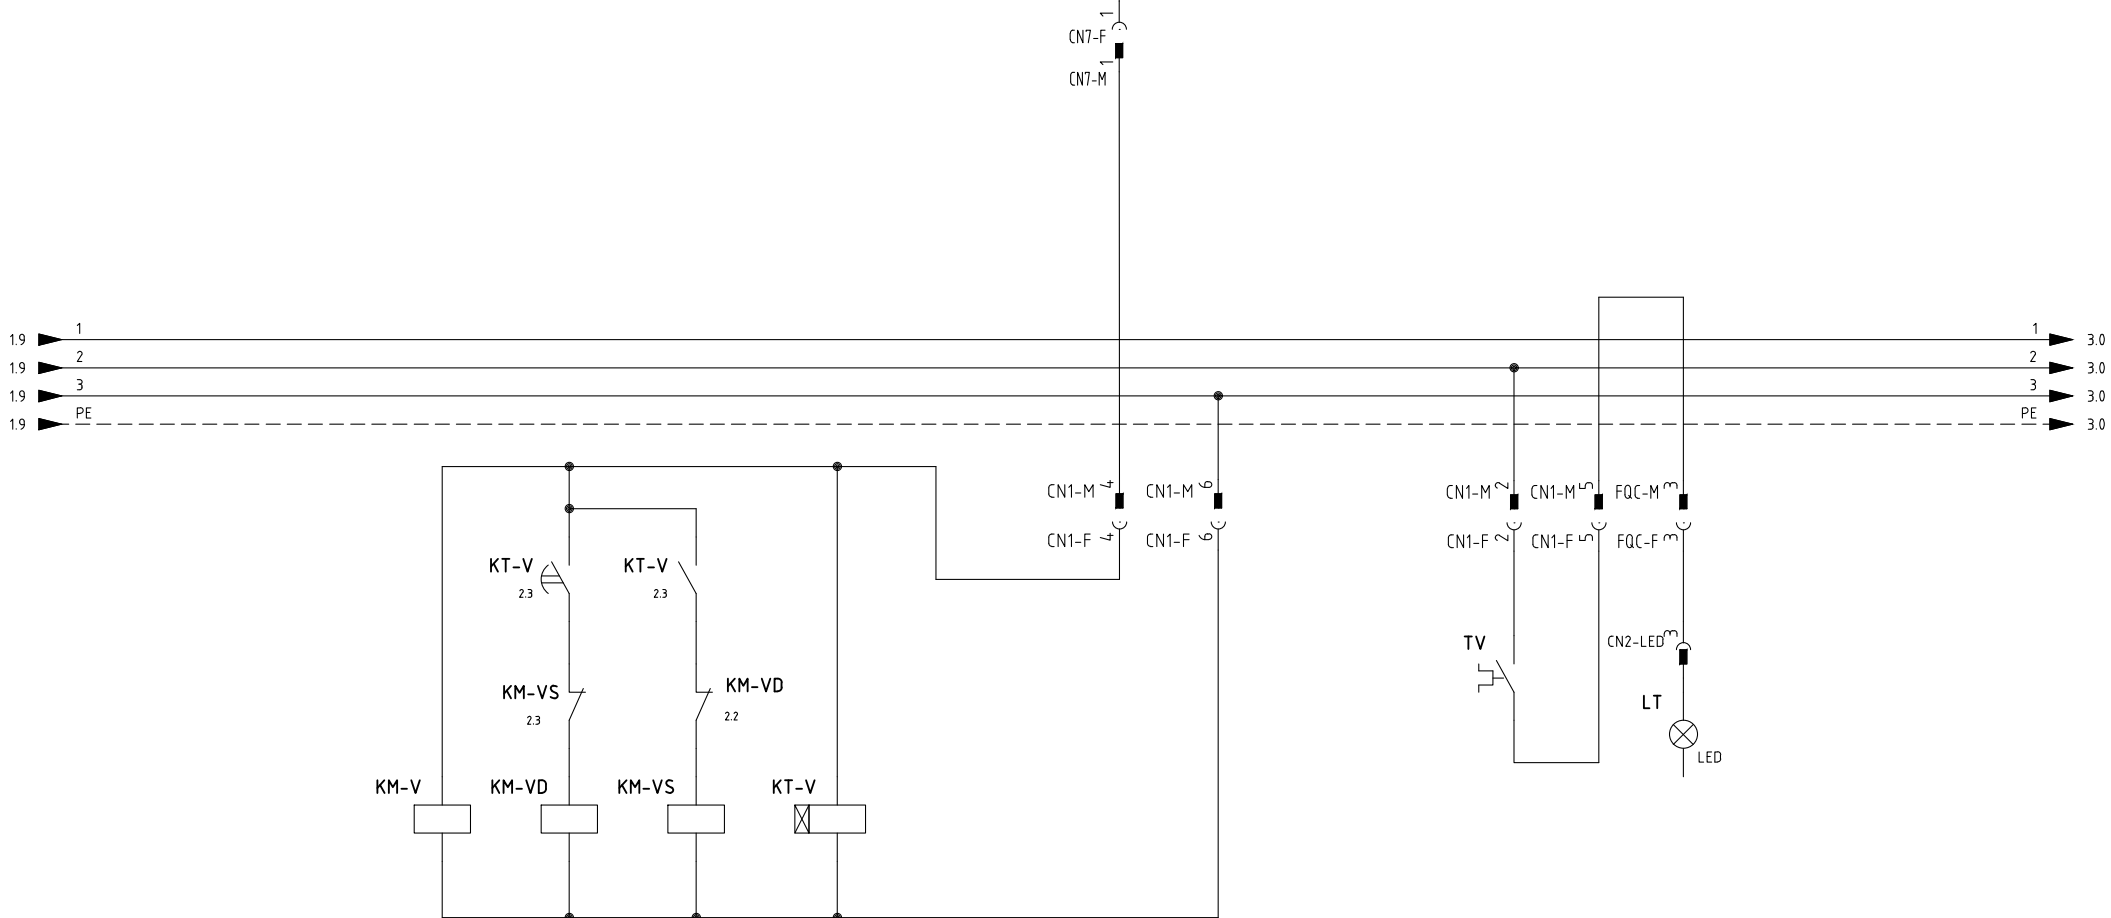 1
CN7-F
1
CN7-M
1.9 1 1 3.0
1.9 2 2 3.0
1.9 3 3 3.0
1.9 PE PE 3.0
CN1-M 4 CN1-M 6 CN1-M 2 CN1-M 5 FQC-M 3
CN1-F 4 CN1-F 6 CN1-F 2 CN1-F 5 FQC-F 3
KT-V KT-V
2.3 2.3
TV CN2-LED 3
KM-VS KM-VD
2.3 2.2
LT
LED
KM-V KM-VD KM-VS KT-V